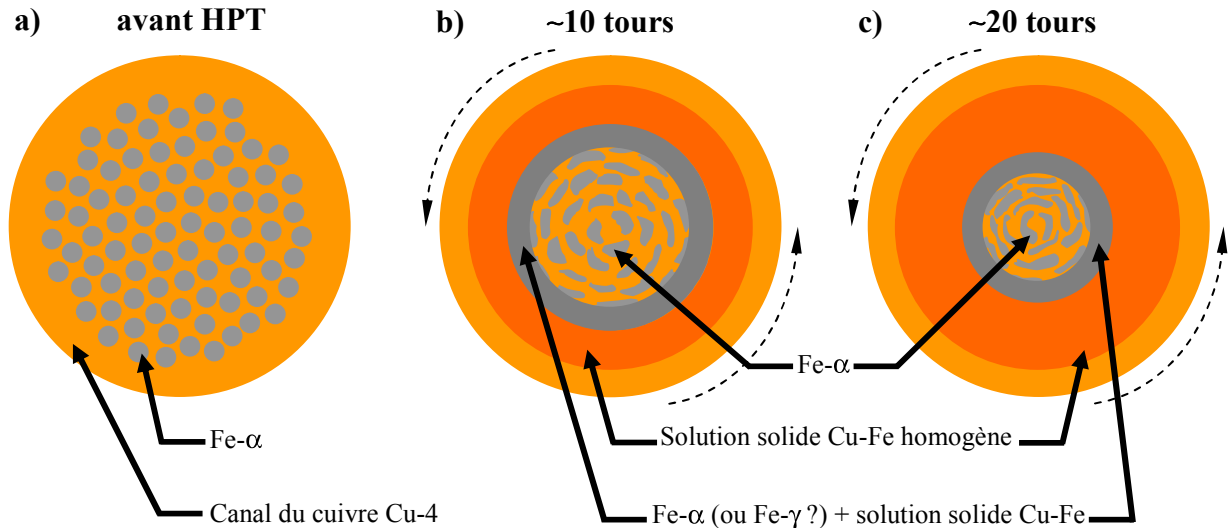 a) avant HPT
b) ~10 tours
c) ~20 tours
Fe-α
Fe-α
Solution solide Cu-Fe homogène
Canal du cuivre Cu-4
Fe-α (ou Fe-γ ?) + solution solide Cu-Fe